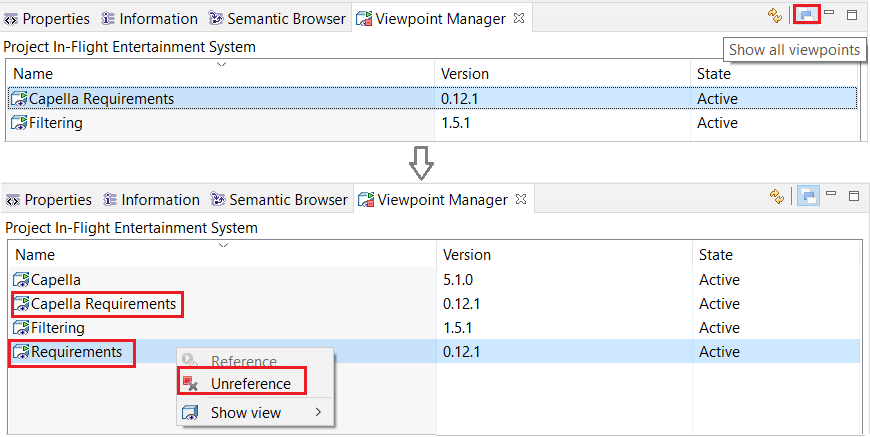 Properties Information Semantic Browser Viewpoint Manager
Show all viewpoints
Project In-Flight Entertainment System
Name Version State
Capella Requirements 0.12.1 Active
Filtering 1.5.1 Active
Properties Information Semantic Browser Viewpoint Manager
Project In-Flight Entertainment System
Name Version State
Capella 5.1.0 Active
Capella Requirements 0.12.1 Active
Filtering 1.5.1 Active
Requirements 0.12.1 Active
Reference
Unreference
Show view